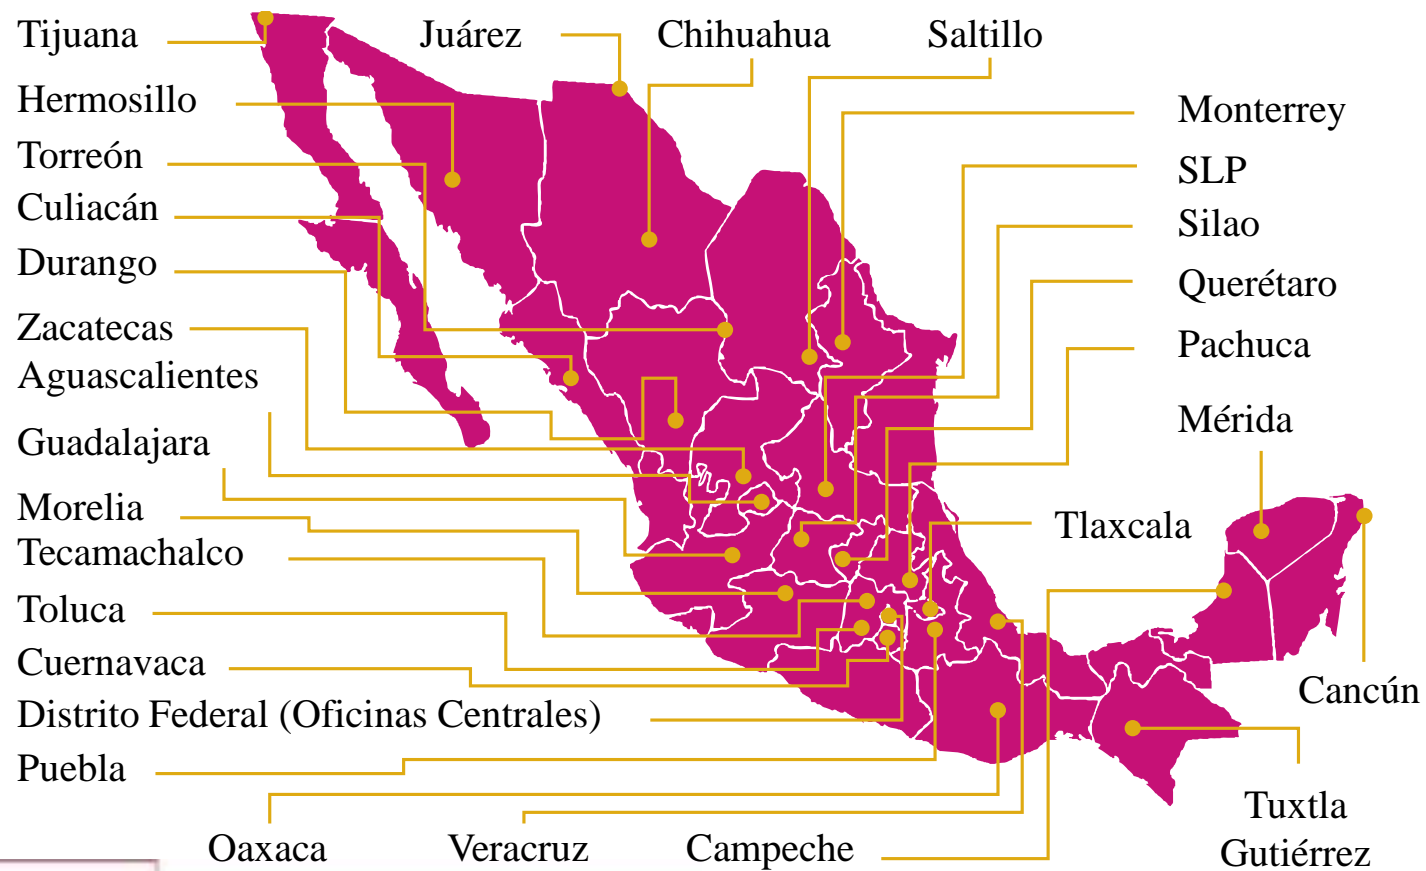 Tijuana
Juárez
Chihuahua
Saltillo
Hermosillo
Monterrey
Torreón
SLP
Culiacán
Silao
Durango
Querétaro
Zacatecas
Pachuca
Aguascalientes
Mérida
Guadalajara
Morelia
Tlaxcala
Tecamachalco
Toluca
Cuernavaca
Cancún
Distrito Federal (Oficinas Centrales)
Puebla
Tuxtla
Gutiérrez
Oaxaca
Veracruz
Campeche